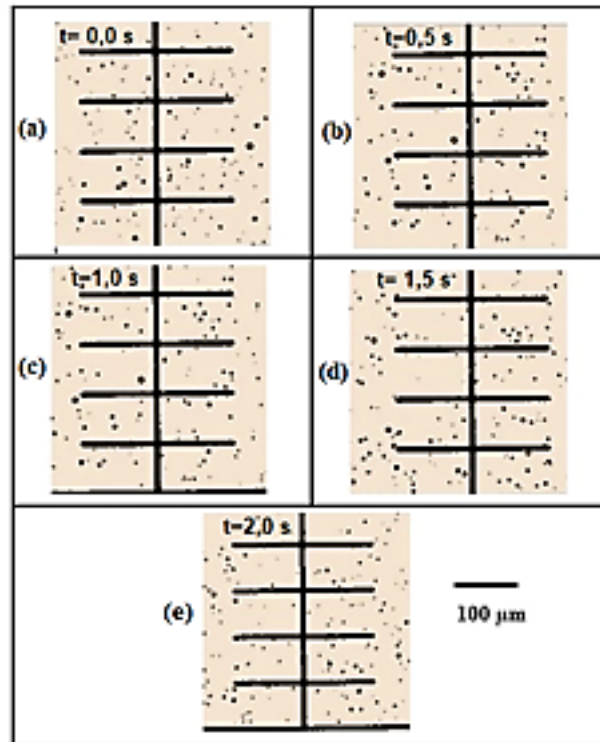 t= 0,0 s
(a)
t=0,5 s
(b)
t=1,0 s
(c)
t= 1,5 s
(d)
t=2,0 s
(e)
100 µm